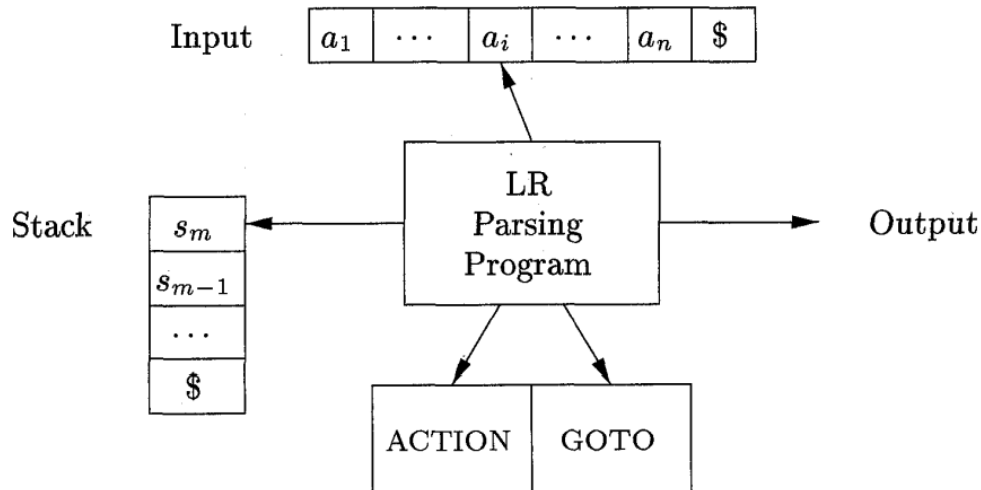 Input a₁ ⋯ aᵢ ⋯ aₙ $
LR
Parsing
Program
Stack
sₘ
sₘ₋₁
⋯
$
Output
ACTION GOTO